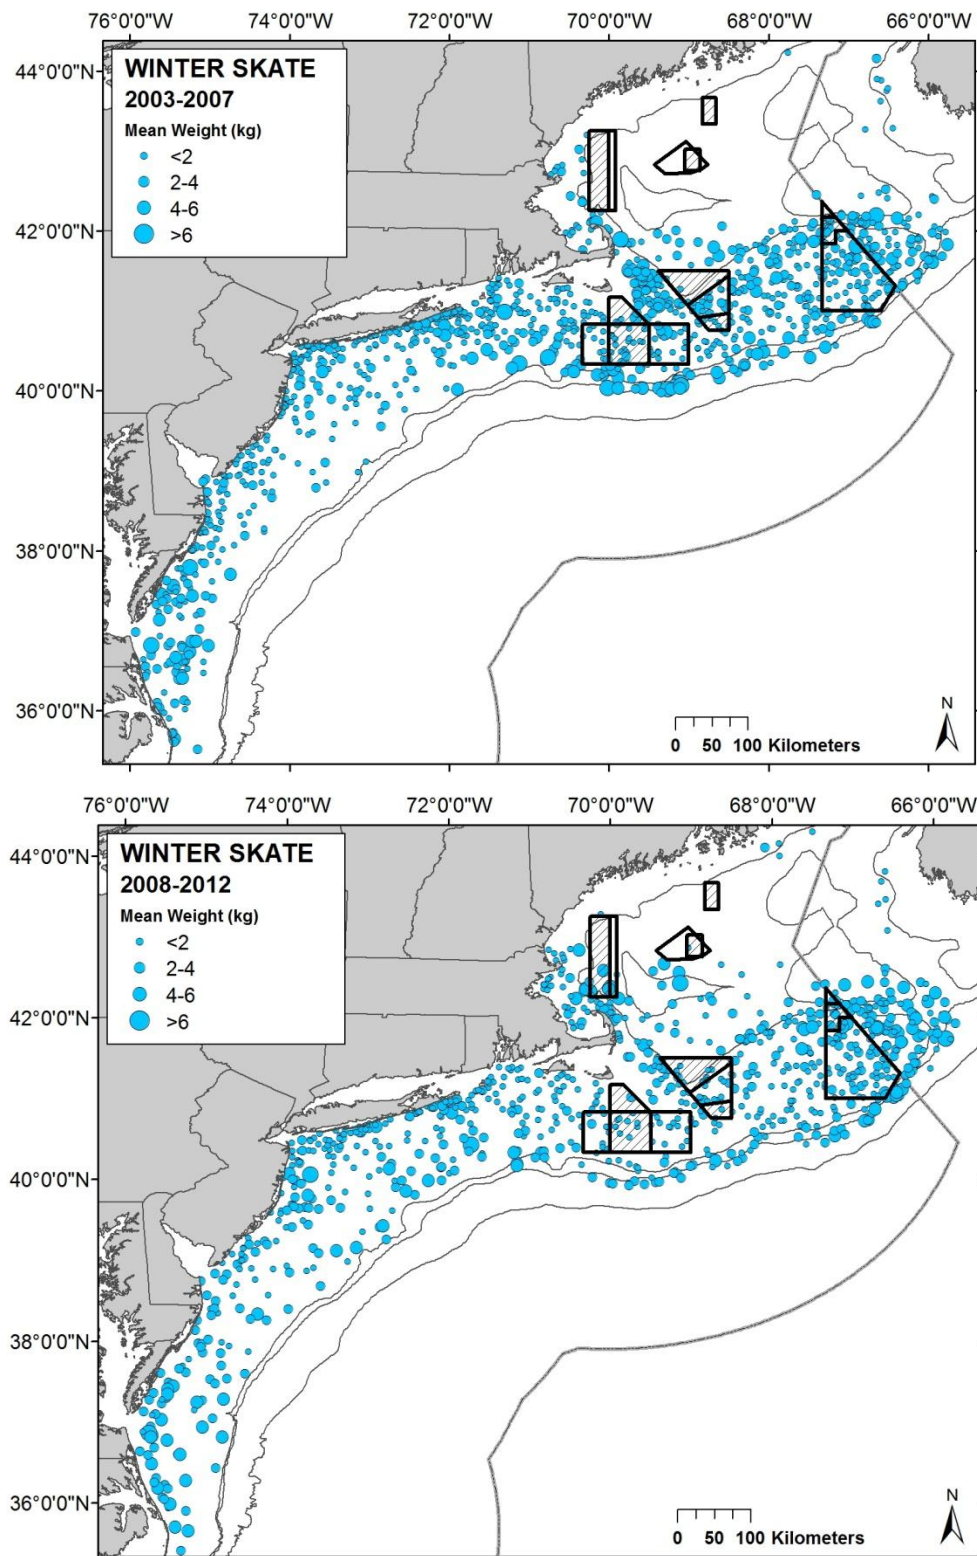 76°0'0"W 74°0'0"W 72°0'0"W 70°0'0"W 68°0'0"W 66°0'0"W
44°0'0"N
WINTER SKATE
2003-2007
Mean Weight (kg)
<2
2-4
4-6
>6
42°0'0"N
40°0'0"N
38°0'0"N
36°0'0"N
N
0 50 100 Kilometers
76°0'0"W 74°0'0"W 72°0'0"W 70°0'0"W 68°0'0"W 66°0'0"W
44°0'0"N
WINTER SKATE
2008-2012
Mean Weight (kg)
<2
2-4
4-6
>6
42°0'0"N
40°0'0"N
38°0'0"N
36°0'0"N
N
0 50 100 Kilometers